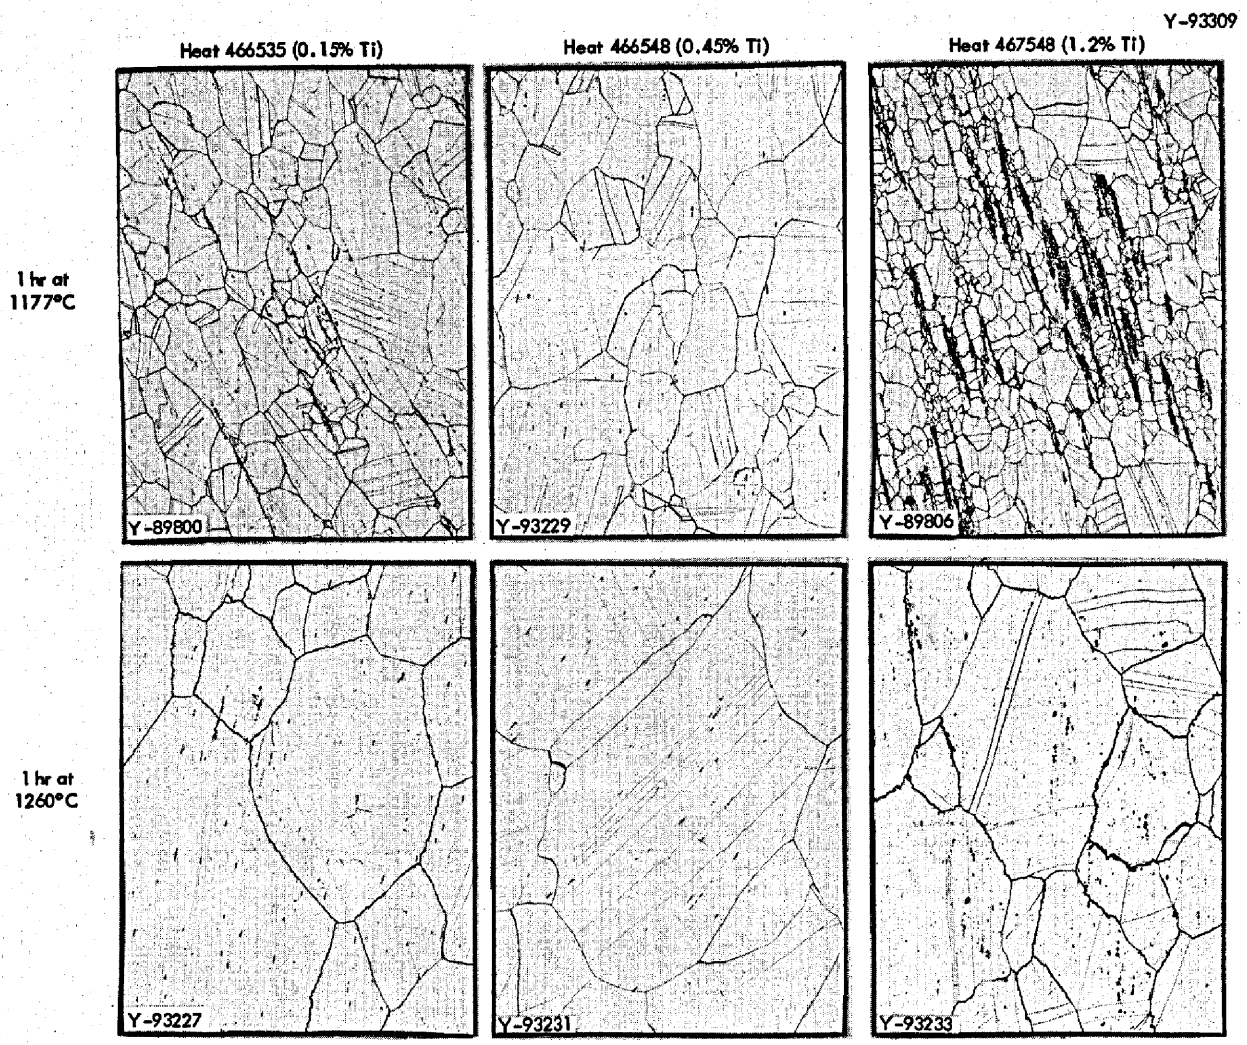 Y-93309
Heat 466535 (0.15% Ti)
Heat 466548 (0.45% Ti)
Heat 467548 (1.2% Ti)
1 hr at
1177°C
Y-89800
Y-93229
Y-89806
1 hr at
1260°C
Y-93227
Y-93231
Y-93233